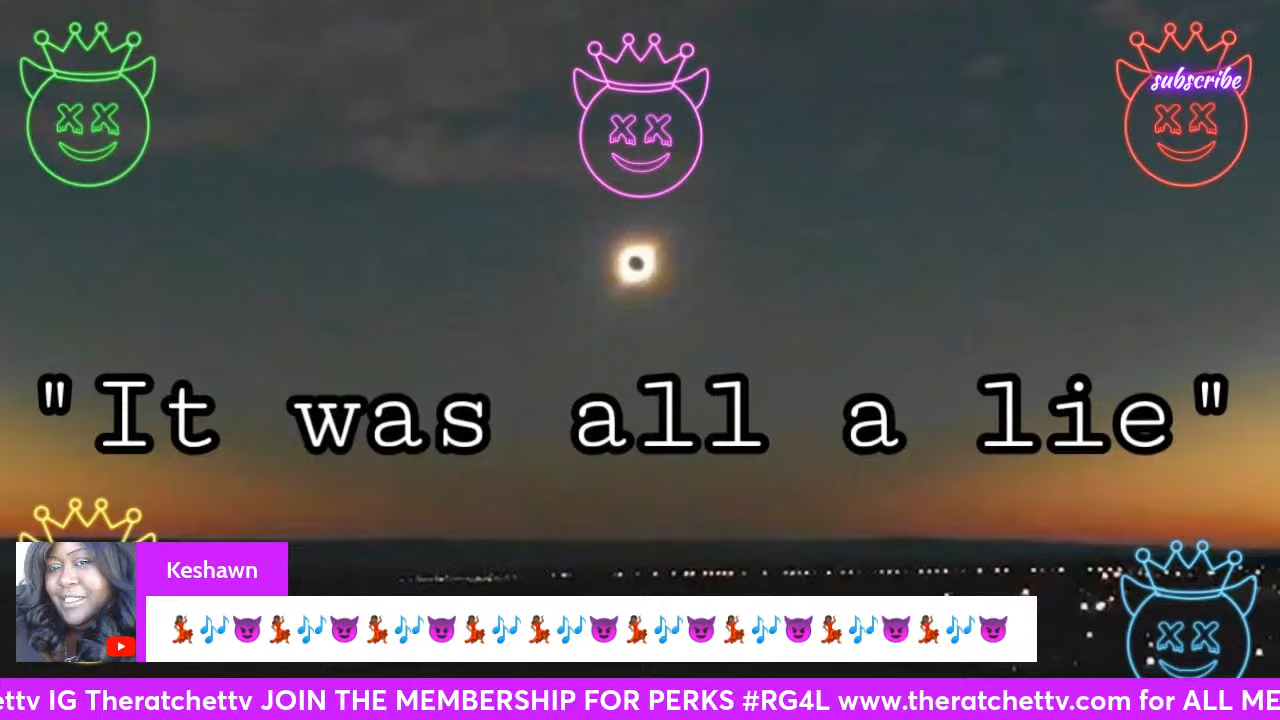 subscribe
"It was all a lie"
Keshawn
💃🏾🎶😈💃🏾🎶😈💃🏾🎶😈💃🏾🎶💃🏾🎶😈💃🏾🎶😈💃🏾🎶😈💃🏾🎶😈💃🏾🎶😈
ettv IG Theratchettv JOIN THE MEMBERSHIP FOR PERKS #RG4L www.theratchettv.com for ALL ME